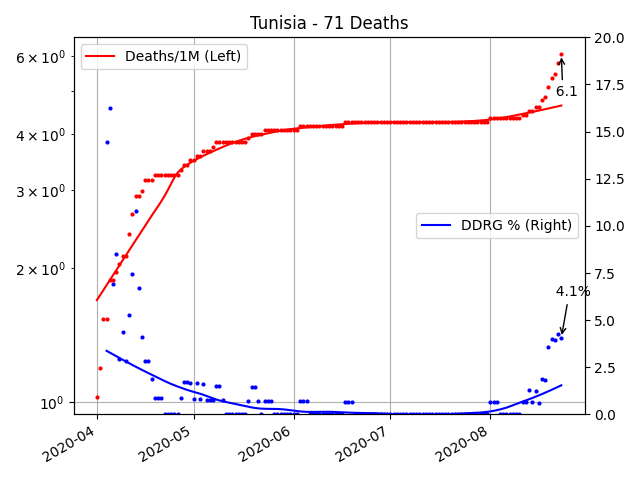 Tunisia - 71 Deaths
Deaths/1M (Left)
DDRG % (Right)
6 × 10⁰
4 × 10⁰
3 × 10⁰
2 × 10⁰
10⁰
20.0
17.5
15.0
12.5
10.0
7.5
5.0
2.5
0.0
6.1
4.1%
2020-04
2020-05
2020-06
2020-07
2020-08